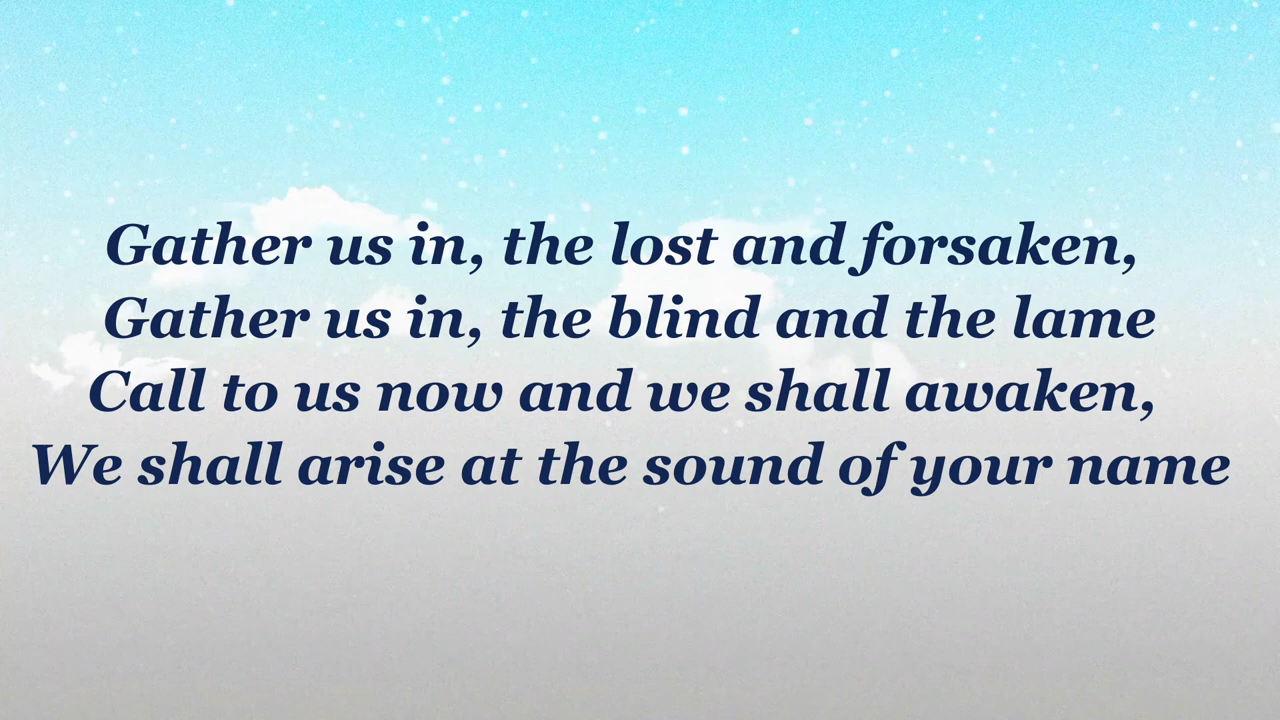 Gather us in, the lost and forsaken,
Gather us in, the blind and the lame
Call to us now and we shall awaken,
We shall arise at the sound of your name